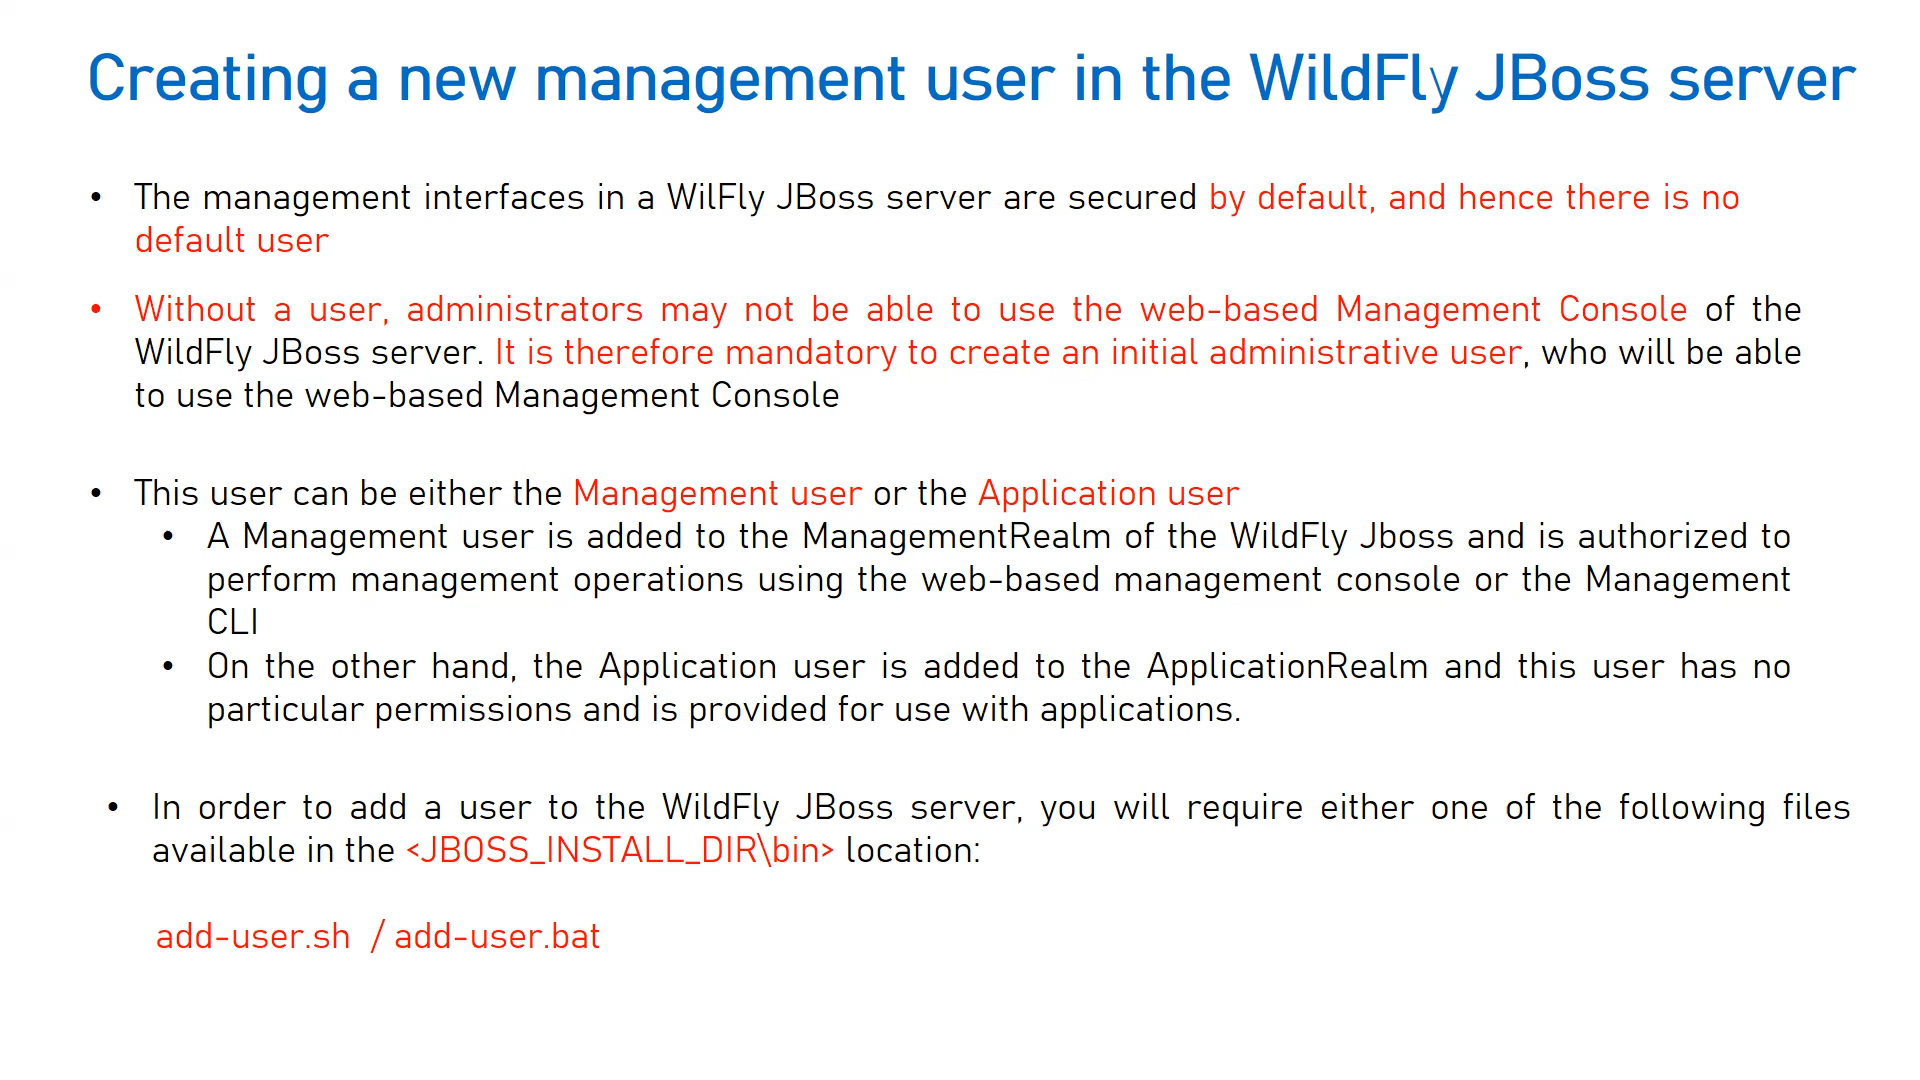 Creating a new management user in the WildFly JBoss server
• The management interfaces in a WilFly JBoss server are secured by default, and hence there is no
default user
• Without a user, administrators may not be able to use the web-based Management Console of the
WildFly JBoss server. It is therefore mandatory to create an initial administrative user, who will be able
to use the web-based Management Console
• This user can be either the Management user or the Application user
• A Management user is added to the ManagementRealm of the WildFly Jboss and is authorized to
perform management operations using the web-based management console or the Management
CLI
• On the other hand, the Application user is added to the ApplicationRealm and this user has no
particular permissions and is provided for use with applications.
• In order to add a user to the WildFly JBoss server, you will require either one of the following files
available in the <JBOSS_INSTALL_DIR\bin> location:
add-user.sh / add-user.bat